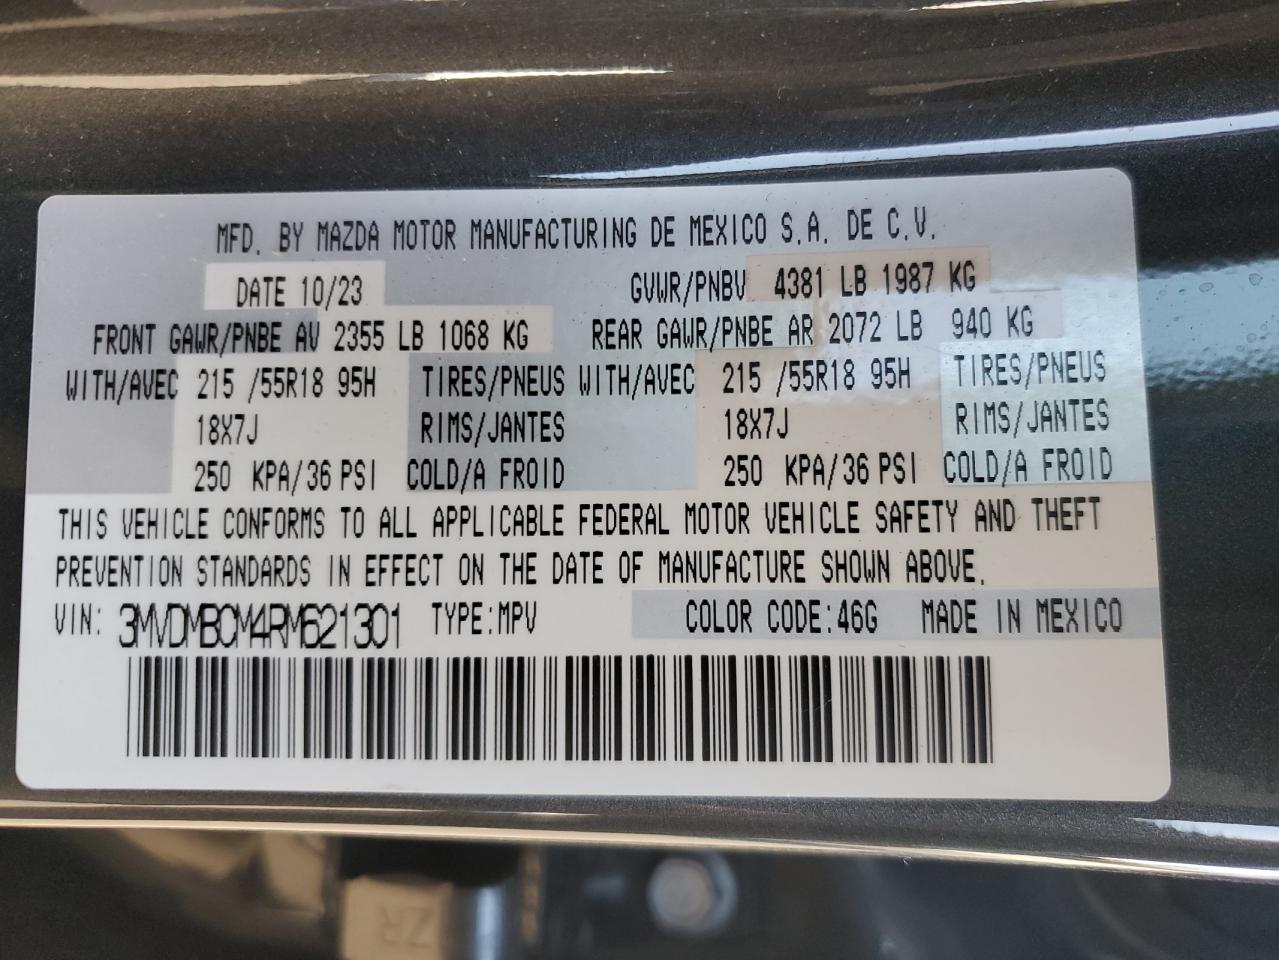 MFD. BY MAZDA MOTOR MANUFACTURING DE MEXICO S.A. DE C.V.
DATE 10/23 GVWR/PNBV 4381 LB 1987 KG
FRONT GAWR/PNBE AV 2355 LB 1068 KG REAR GAWR/PNBE AR 2072 LB 940 KG
WITH/AVEC 215 /55R18 95H TIRES/PNEUS WITH/AVEC 215 /55R18 95H TIRES/PNEUS
18X7J RIMS/JANTES 18X7J RIMS/JANTES
250 KPA/36 PSI COLD/A FROID 250 KPA/36 PSI COLD/A FROID
THIS VEHICLE CONFORMS TO ALL APPLICABLE FEDERAL MOTOR VEHICLE SAFETY AND THEFT
PREVENTION STANDARDS IN EFFECT ON THE DATE OF MANUFACTURE SHOWN ABOVE.
VIN: 3MVDMBCM4RM621301 TYPE:MPV COLOR CODE:46G MADE IN MEXICO